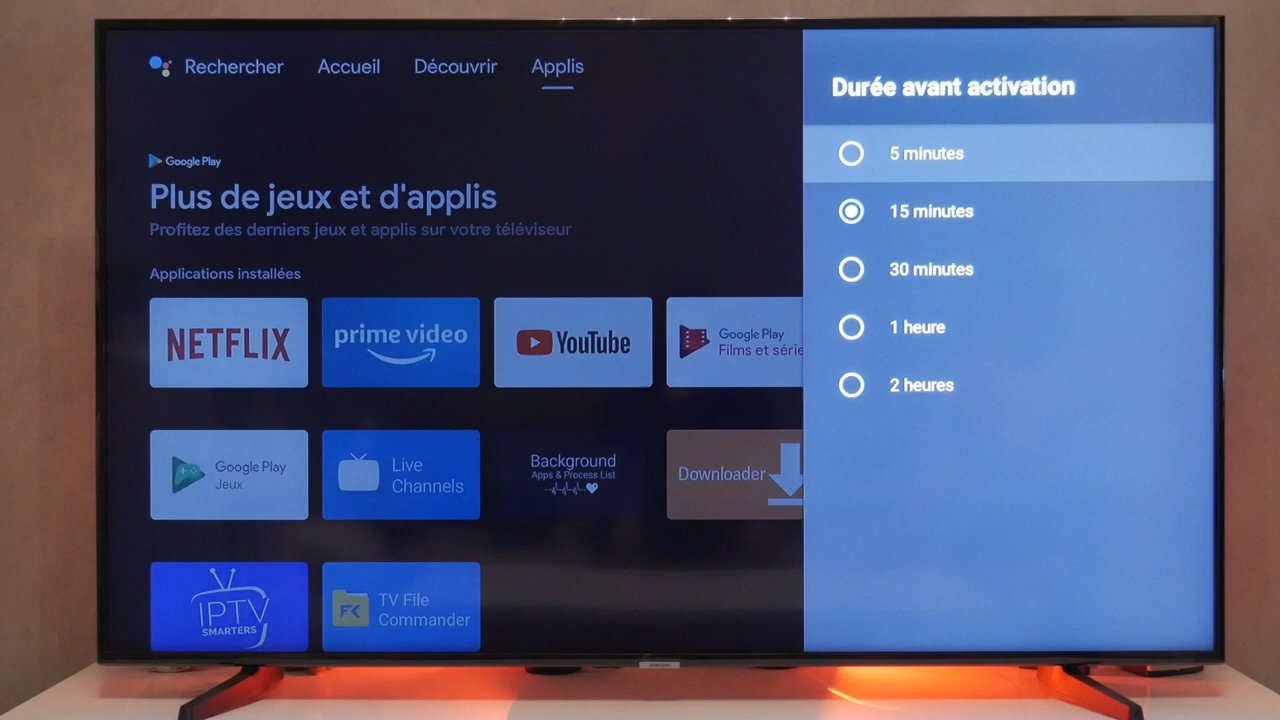 Rechercher
Accueil
Découvrir
Applis
Google Play
Plus de jeux et d'applis
Profitez des derniers jeux et applis sur votre téléviseur
Applications installées
NETFLIX
prime video
YouTube
Google Play
Films et série
Google Play
Jeux
Live
Channels
Background
Apps & Process List
Downloader
IPTV
SMARTERS
TV File
Commander
Durée avant activation
5 minutes
15 minutes
30 minutes
1 heure
2 heures
SAMSUNG